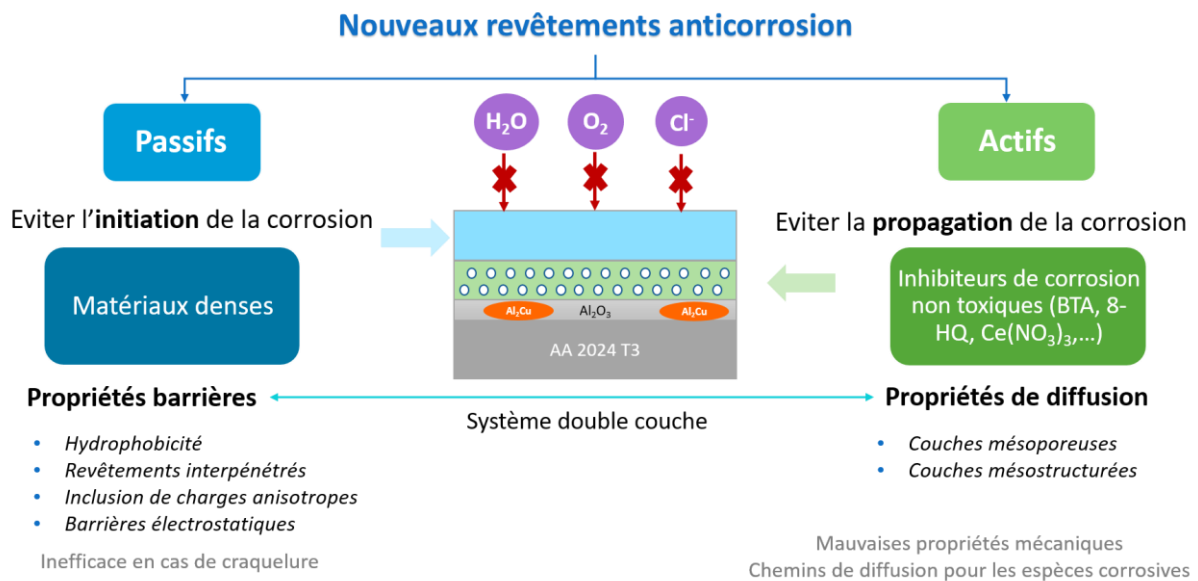 Nouveaux revêtements anticorrosion
Passifs
H₂O
O₂
Cl⁻
Actifs
Eviter l'initiation de la corrosion
Eviter la propagation de la corrosion
Matériaux denses
Inhibiteurs de corrosion
non toxiques (BTA, 8-
HQ, Ce(NO₃)₃,…)
Al₂Cu
Al₂O₃
Al₂Cu
AA 2024 T3
Propriétés barrières
Système double couche
Propriétés de diffusion
• Hydrophobicité
• Revêtements interpénétrés
• Inclusion de charges anisotropes
• Barrières électrostatiques
• Couches mésoporeuses
• Couches mésostructurées
Inefficace en cas de craquelure
Mauvaises propriétés mécaniques
Chemins de diffusion pour les espèces corrosives